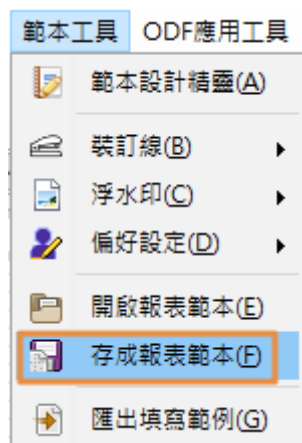 範本工具 ODF應用工具
範本設計精靈(A)
裝訂線(B)
浮水印(C)
偏好設定(D)
開啟報表範本(E)
存成報表範本(F)
匯出填寫範例(G)